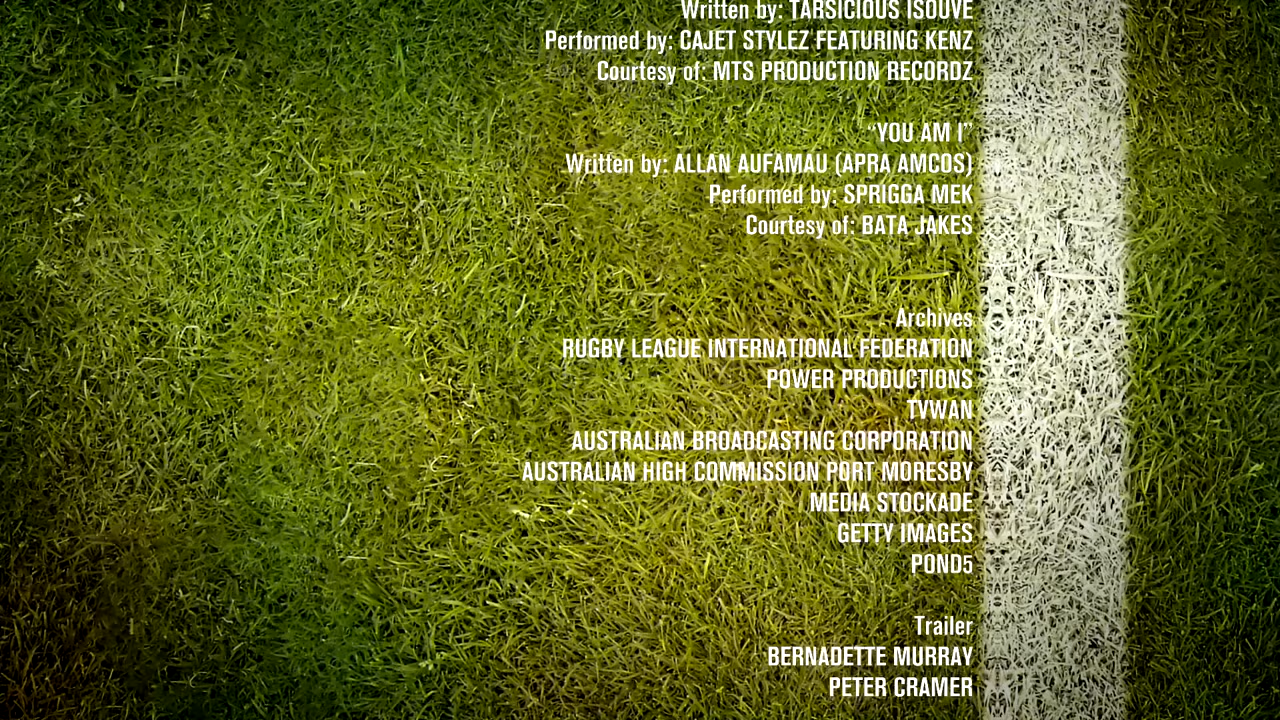 Written by: TARSICIOUS ISOUVE
Performed by: CAJET STYLEZ FEATURING KENZ
Courtesy of: MTS PRODUCTION RECORDZ
“YOU AM I”
Written by: ALLAN AUFAMAU (APRA AMCOS)
Performed by: SPRIGGA MEK
Courtesy of: BATA JAKES
Archives
RUGBY LEAGUE INTERNATIONAL FEDERATION
POWER PRODUCTIONS
TVWAN
AUSTRALIAN BROADCASTING CORPORATION
AUSTRALIAN HIGH COMMISSION PORT MORESBY
MEDIA STOCKADE
GETTY IMAGES
POND5
Trailer
BERNADETTE MURRAY
PETER CRAMER